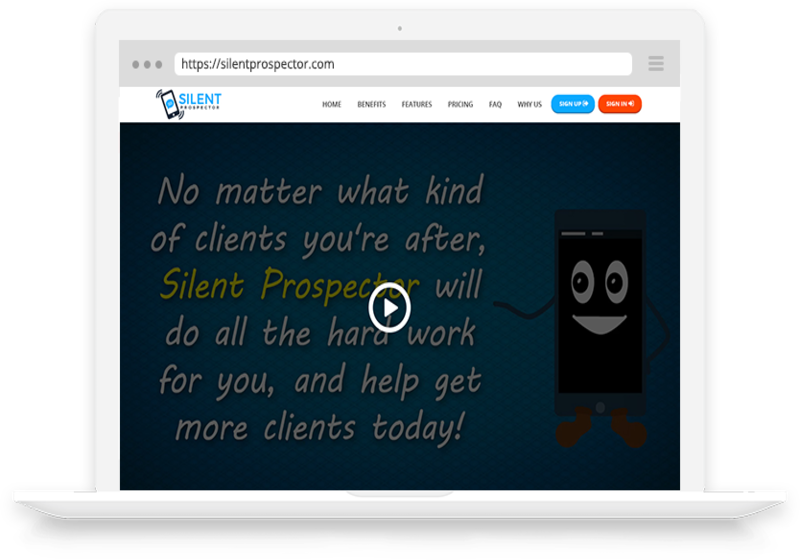 https://silentprospector.com
SILENT
PROSPECTOR
HOME BENEFITS FEATURES PRICING FAQ WHY US SIGN UP SIGN IN
No matter what kind
of clients you're after,
Silent Prospector will
do all the hard work
for you, and help get
more clients today!